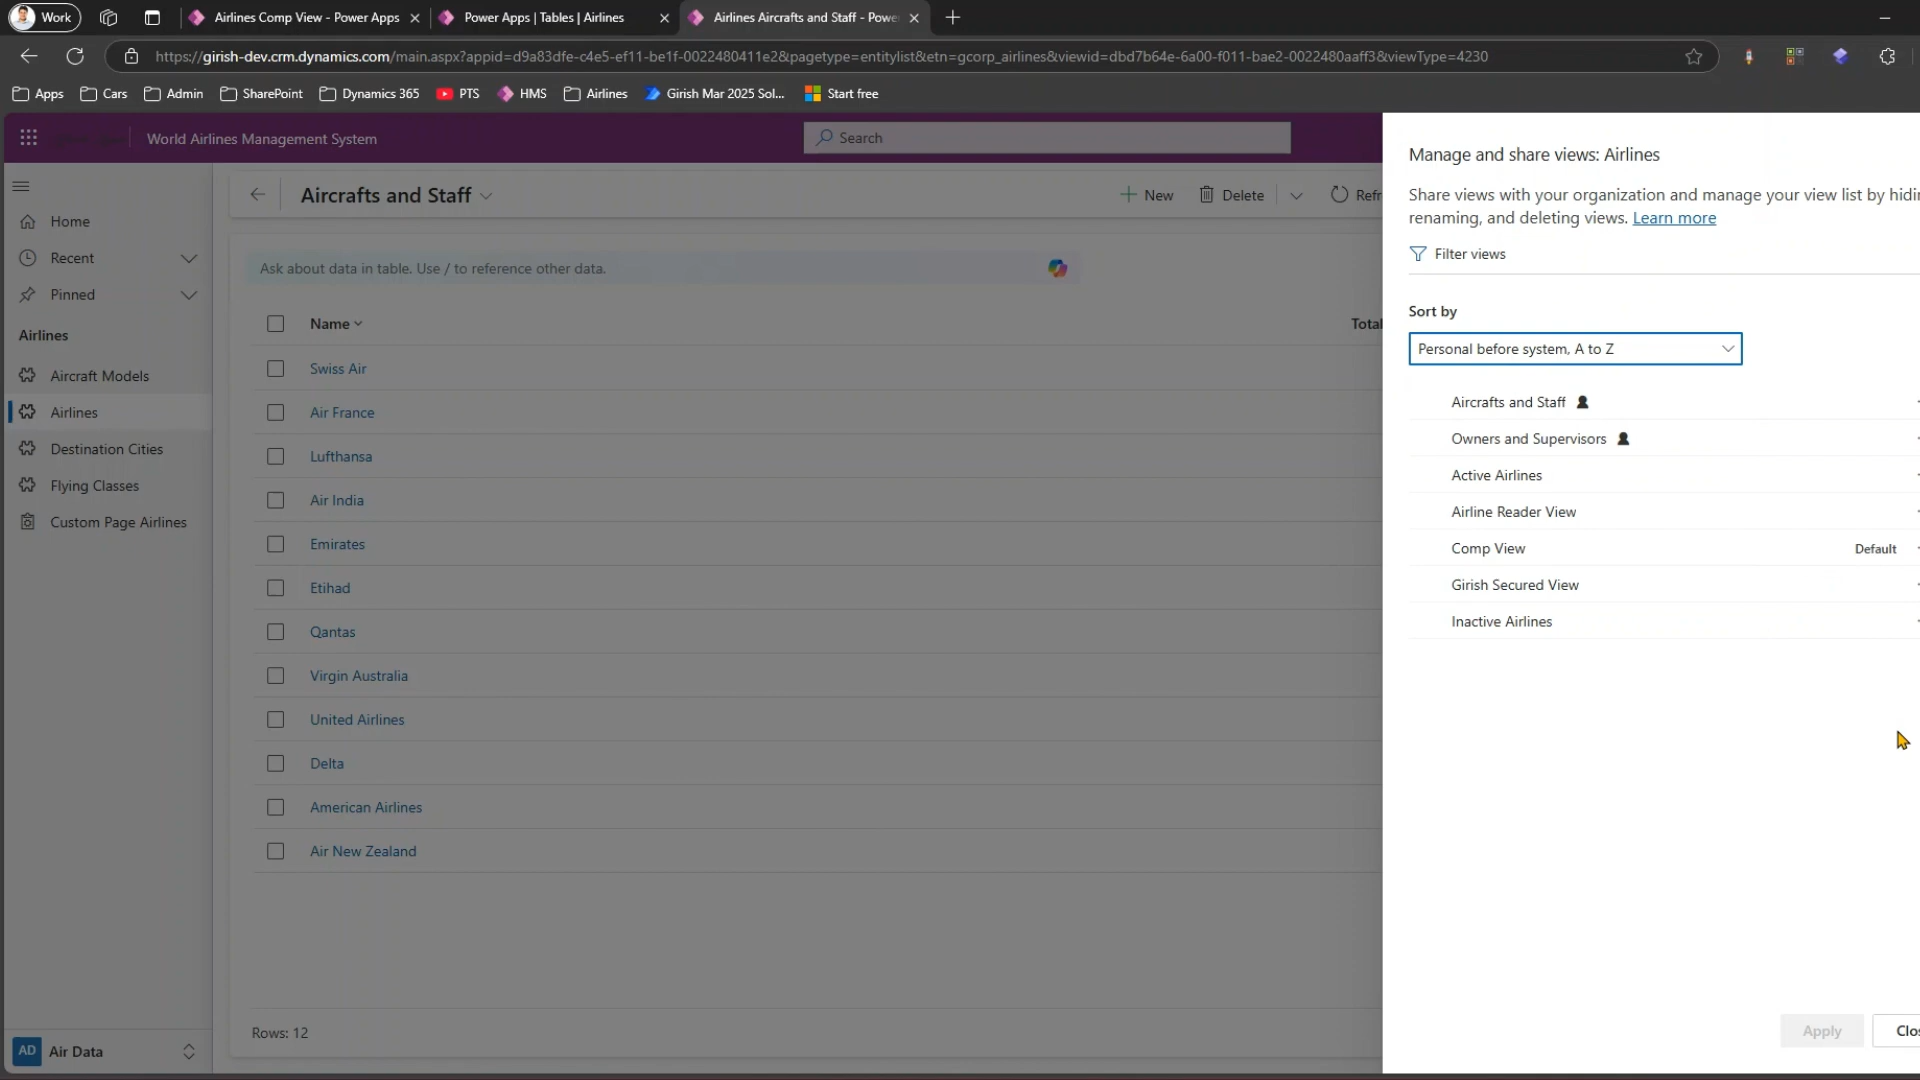 Work
Airlines Comp View - Power Apps
Power Apps | Tables | Airlines
Airlines Aircrafts and Staff - Powe
https://girish-dev.crm.dynamics.com/main.aspx?appid=d9a83dfe-c4e5-ef11-be1f-0022480411e2&pagetype=entitylist&etn=gcorp_airlines&viewid=dbd7b64e-6a00-f011-bae2-0022480aaff3&viewType=4230
Apps
Cars
Admin
SharePoint
Dynamics 365
PTS
HMS
Airlines
Girish Mar 2025 Sol...
Start free
World Airlines Management System
Search
Home
Recent
Pinned
Airlines
Aircraft Models
Airlines
Destination Cities
Flying Classes
Custom Page Airlines
AD Air Data
Aircrafts and Staff
New
Delete
Refr
Ask about data in table. Use / to reference other data.
Name
Total
Swiss Air
Air France
Lufthansa
Air India
Emirates
Etihad
Qantas
Virgin Australia
United Airlines
Delta
American Airlines
Air New Zealand
Rows: 12
Manage and share views: Airlines
Share views with your organization and manage your view list by hidi
renaming, and deleting views. Learn more
Filter views
Sort by
Personal before system, A to Z
Aircrafts and Staff
Owners and Supervisors
Active Airlines
Airline Reader View
Comp View Default
Girish Secured View
Inactive Airlines
Apply
Clos